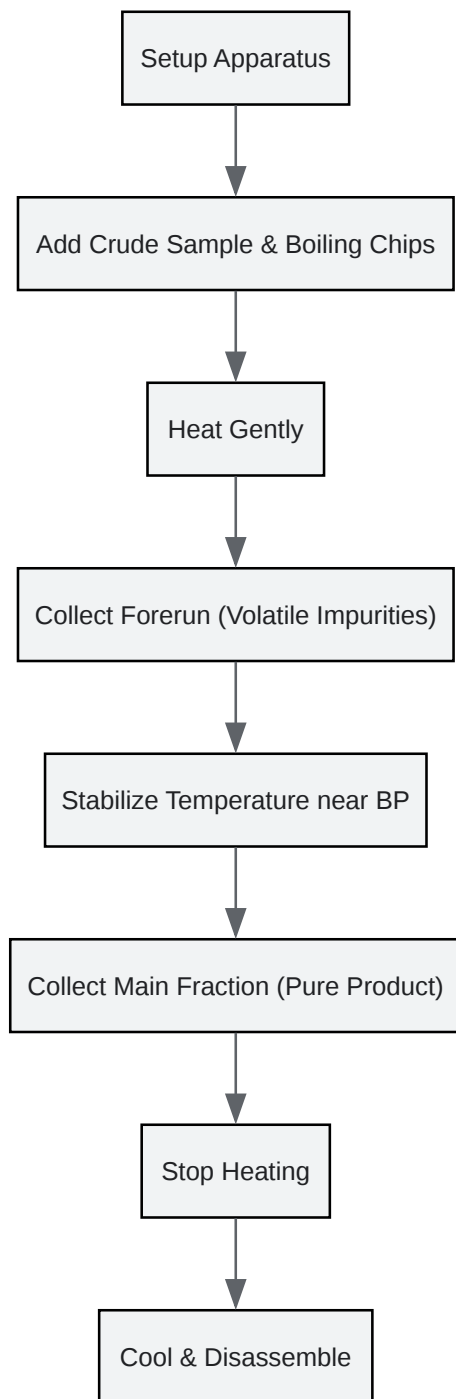 Setup Apparatus
Add Crude Sample & Boiling Chips
Heat Gently
Collect Forerun (Volatile Impurities)
Stabilize Temperature near BP
Collect Main Fraction (Pure Product)
Stop Heating
Cool & Disassemble